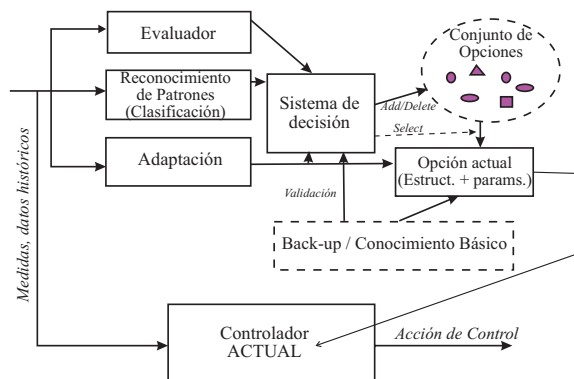 Evaluador
Reconocimiento
de Patrones
(Clasificación)
Adaptación
Sistema de
decisión
Conjunto de
Opciones
Add/Delete
Select
Opción actual
(Estruct. + params.)
Validación
Back-up / Conocimiento Básico
Medidas, datos históricos
Controlador
ACTUAL
Acción de Control